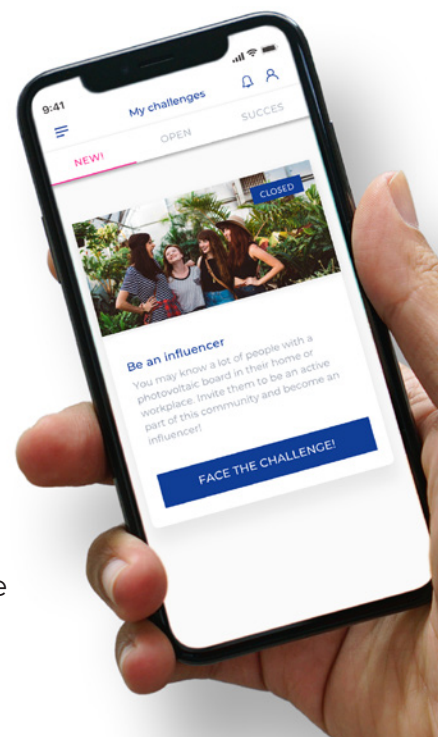 9:41
My challenges
NEW!
OPEN
SUCCES
CLOSED
Be an influencer
You may know a lot of people with a
photovoltaic board in their home or
workplace. Invite them to be an active
part of this community and become an
influencer!
FACE THE CHALLENGE!
e